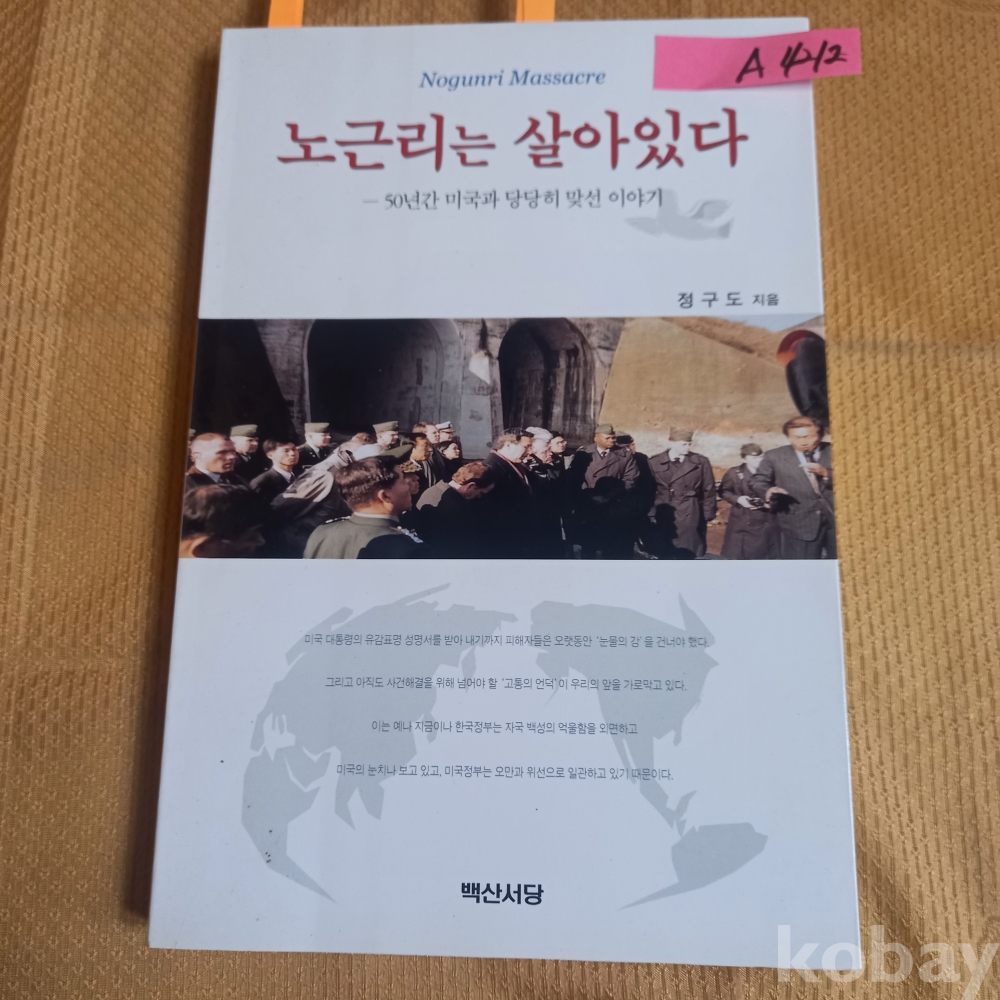 A 4212
Nogunri Massacre
노근리는 살아있다
— 50년간 미국과 당당히 맞선 이야기
정구도 지음
미국 대통령의 유감표명 성명서를 받아 내기까지 피해자들은 오랫동안 '눈물의 강'을 건너야 했다.
그리고 아직도 사건해결을 위해 넘어야 할 '고통의 언덕'이 우리의 앞을 가로막고 있다.
이는 예나 지금이나 한국정부는 자국 백성의 억울함을 외면하고
미국의 눈치나 보고 있고, 미국정부는 오만과 위선으로 일관하고 있기 때문이다.
백산서당
kobay